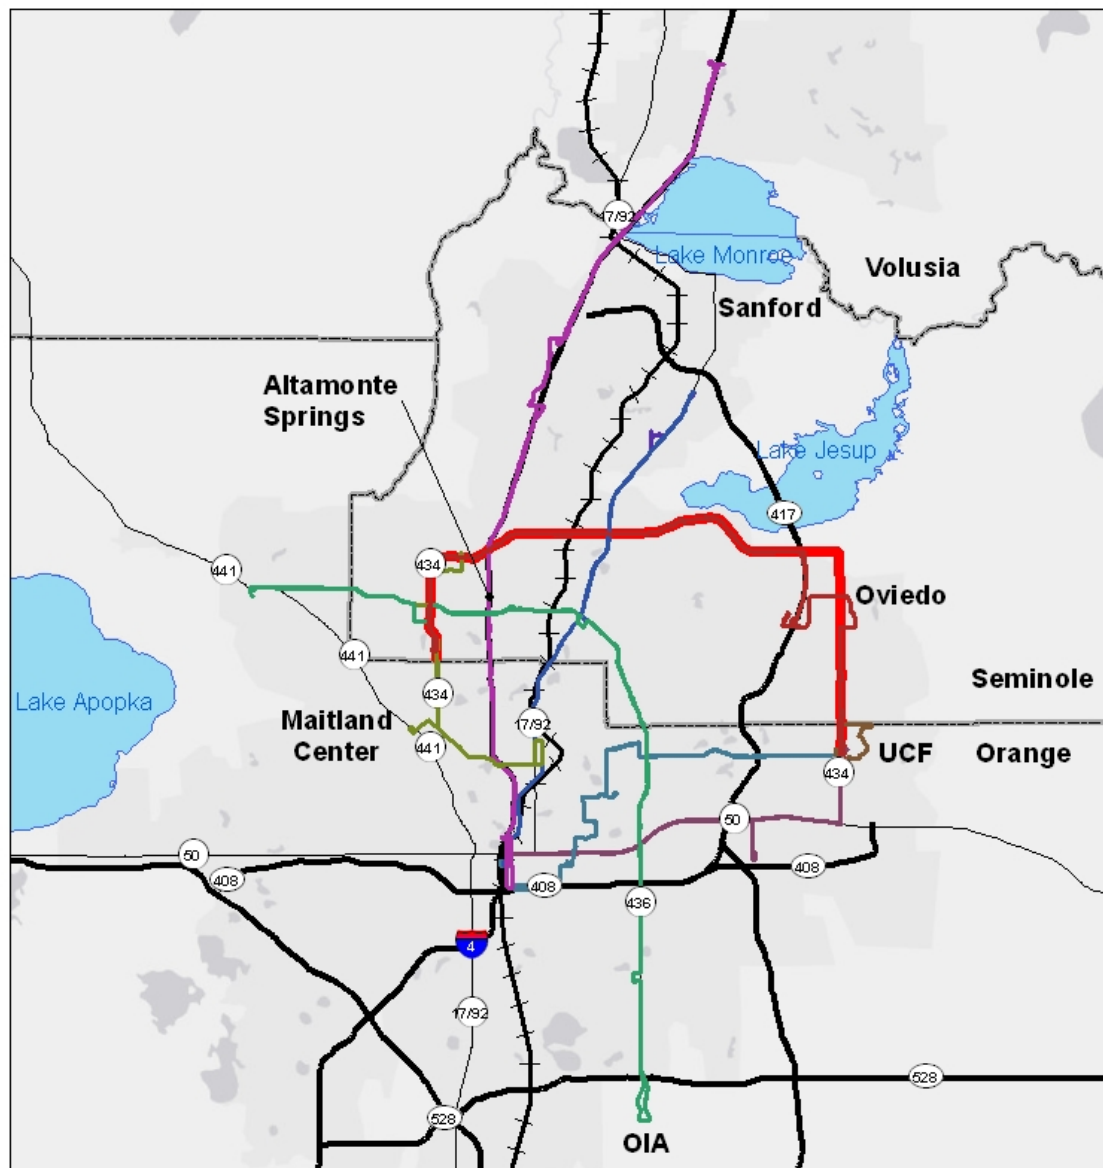 17/92
Lake Monroe
Volusia
Sanford
Altamonte
Springs
Lake Jesup
417
434
441
Oviedo
441
Seminole
Lake Apopka
434
Maitland
Center
17/92
441
UCF
Orange
434
50
50
408
408
408
436
4
17/92
528
528
OIA